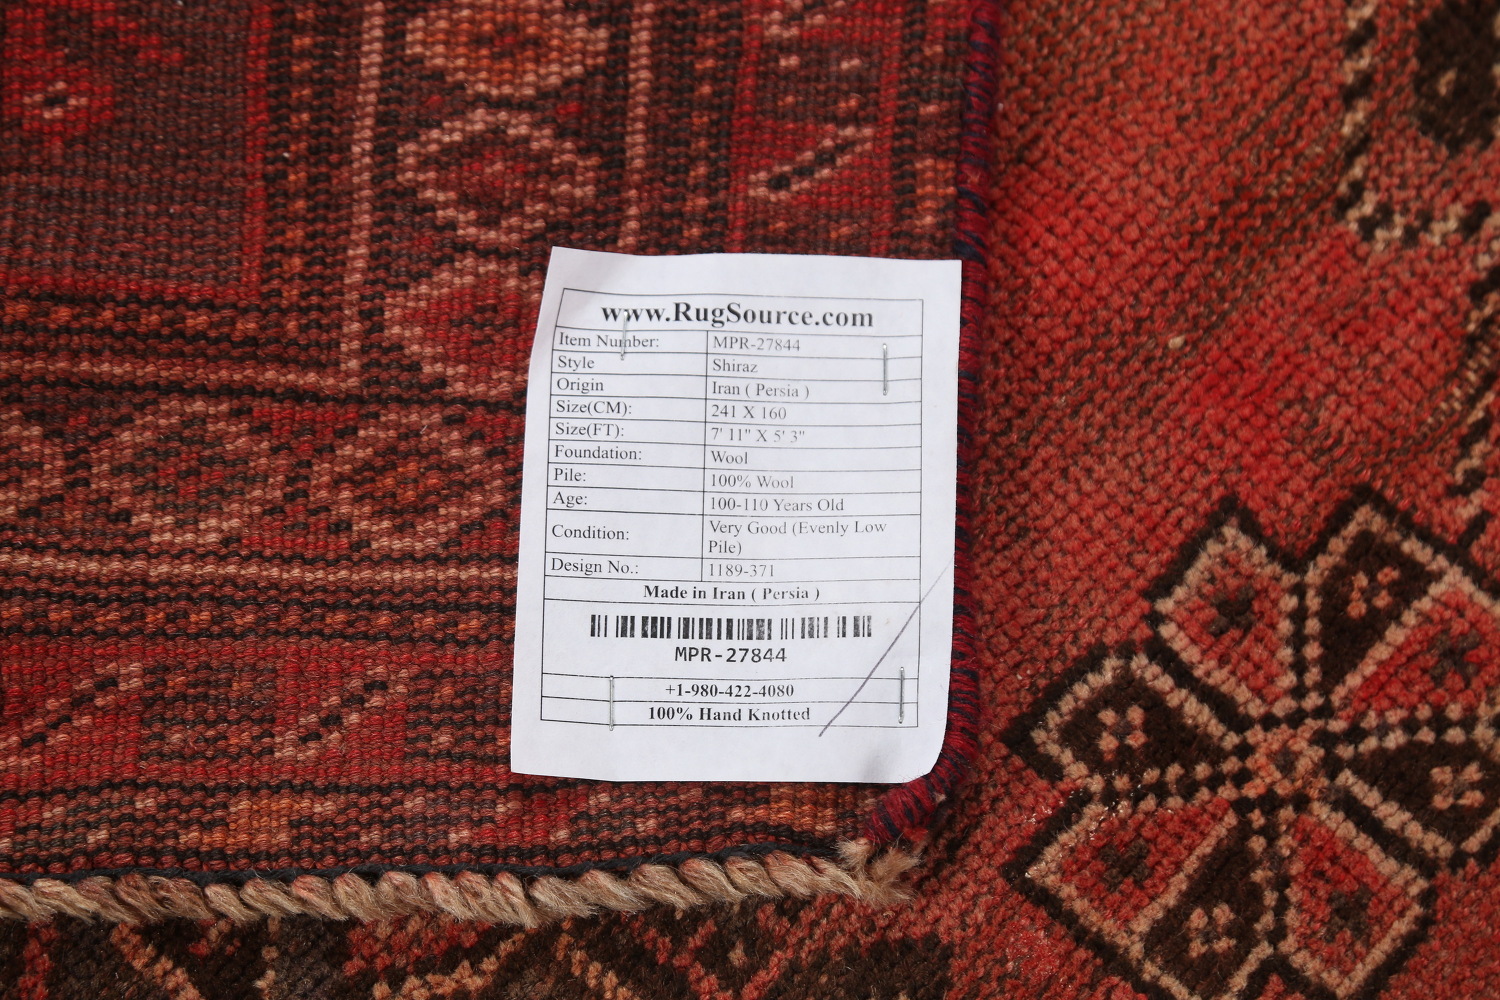 www.RugSource.com
Item Number: MPR-27844
Style Shiraz
Origin Iran ( Persia )
Size(CM): 241 X 160
Size(FT): 7' 11" X 5' 3"
Foundation: Wool
Pile: 100% Wool
Age: 100-110 Years Old
Condition: Very Good (Evenly Low
Pile)
Design No.: 1189-371
Made in Iran ( Persia )
MPR-27844
+1-980-422-4080
100% Hand Knotted